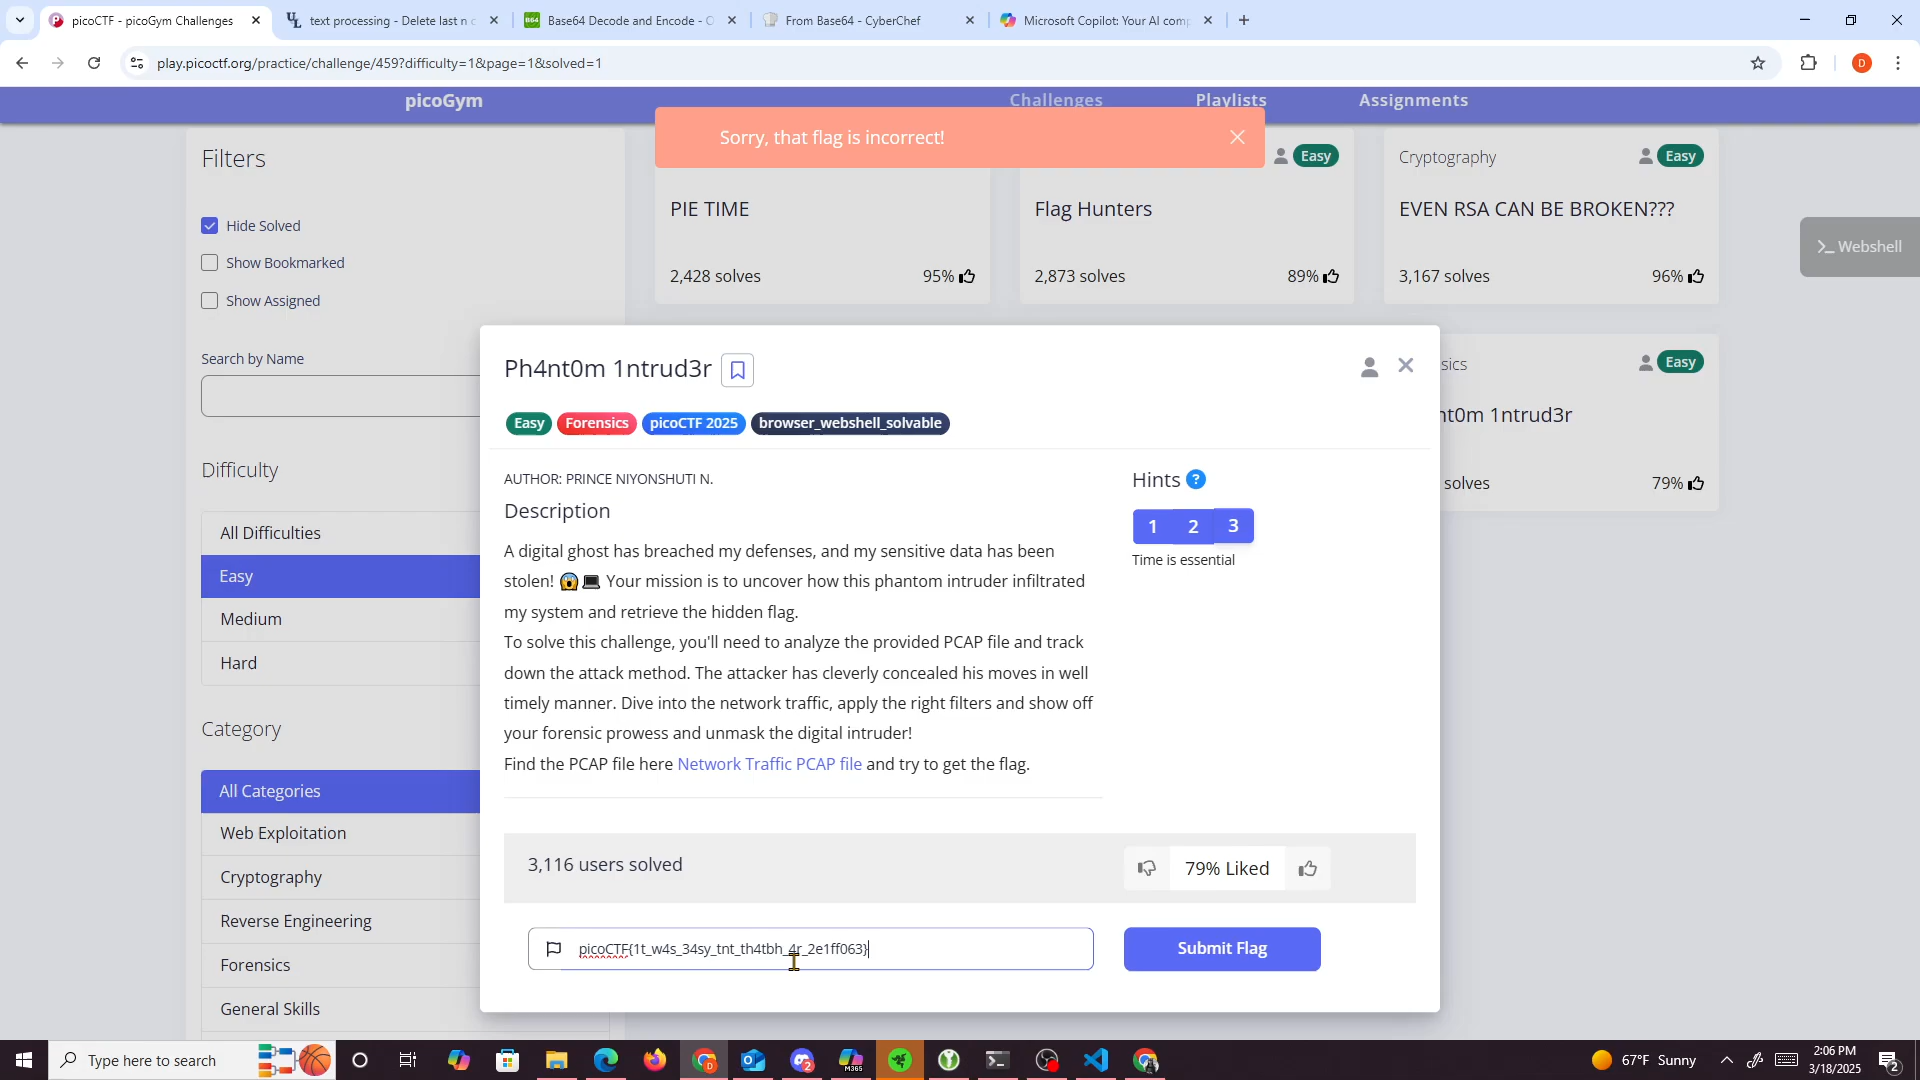 picoCTF - picoGym Challenges
text processing - Delete last n c
Base64 Decode and Encode - O
From Base64 - CyberChef
Microsoft Copilot: Your AI comp
play.picoctf.org/practice/challenge/459?difficulty=1&page=1&solved=1
D
picoGym
Challenges
Playlists
Assignments
Sorry, that flag is incorrect!
Filters
Hide Solved
Show Bookmarked
Show Assigned
Search by Name
Difficulty
All Difficulties
Easy
Medium
Hard
Category
All Categories
Web Exploitation
Cryptography
Reverse Engineering
Forensics
General Skills
PIE TIME
2,428 solves
95%
Easy
Flag Hunters
2,873 solves
89%
Cryptography
Easy
EVEN RSA CAN BE BROKEN???
3,167 solves
96%
Webshell
sics
Easy
nt0m 1ntrud3r
solves
79%
Ph4nt0m 1ntrud3r
Easy
Forensics
picoCTF 2025
browser_webshell_solvable
AUTHOR: PRINCE NIYONSHUTI N.
Description
A digital ghost has breached my defenses, and my sensitive data has been
stolen! 😱💻 Your mission is to uncover how this phantom intruder infiltrated
my system and retrieve the hidden flag.
To solve this challenge, you'll need to analyze the provided PCAP file and track
down the attack method. The attacker has cleverly concealed his moves in well
timely manner. Dive into the network traffic, apply the right filters and show off
your forensic prowess and unmask the digital intruder!
Find the PCAP file here Network Traffic PCAP file and try to get the flag.
Hints ?
1 2 3
Time is essential
3,116 users solved
79% Liked
picoCTF{1t_w4s_34sy_tnt_th4tbh_4r_2e1ff063}
Submit Flag
Type here to search
67°F Sunny
2:06 PM
3/18/2025
2